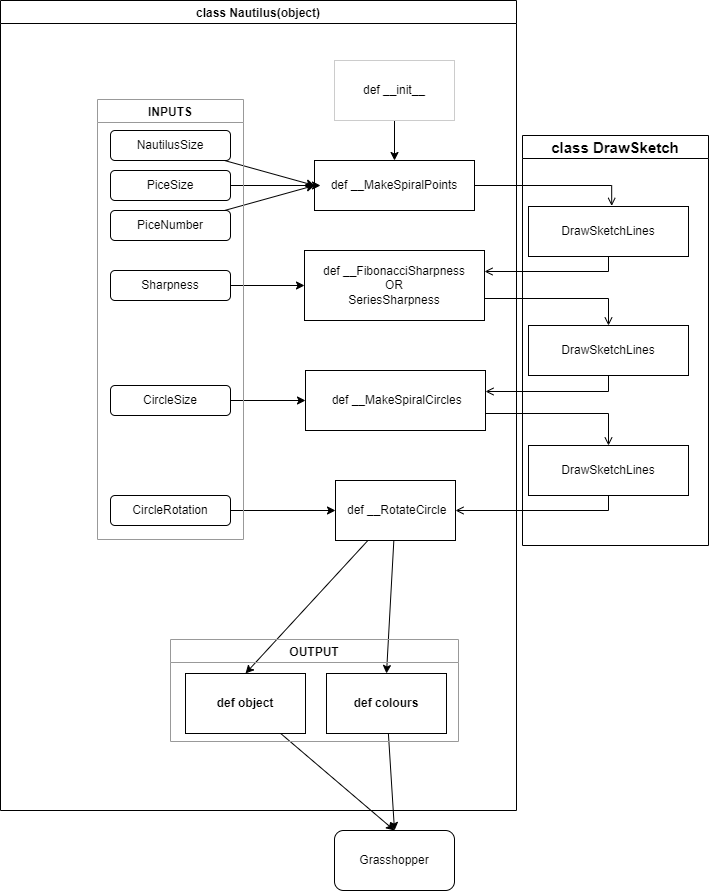 class Nautilus(object)
def __init__
INPUTS
NautilusSize
PiceSize
PiceNumber
def __MakeSpiralPoints
class DrawSketch
DrawSketchLines
Sharpness
def __FibonacciSharpness
OR
SeriesSharpness
DrawSketchLines
CircleSize
def __MakeSpiralCircles
DrawSketchLines
CircleRotation
def __RotateCircle
OUTPUT
def object
def colours
Grasshopper